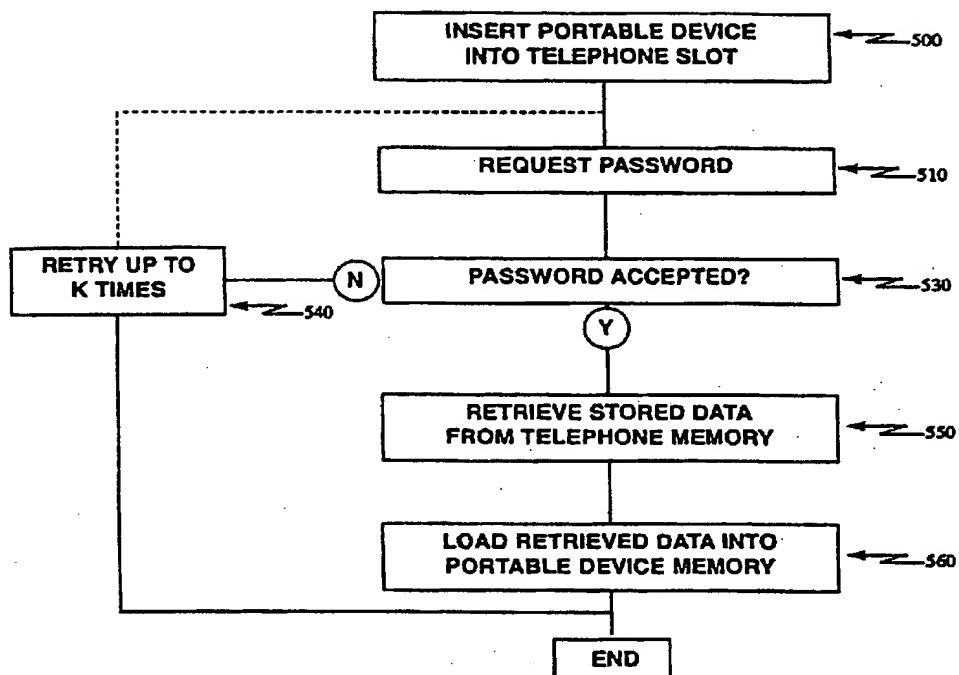 INSERT PORTABLE DEVICE
INTO TELEPHONE SLOT
500
REQUEST PASSWORD
510
RETRY UP TO
K TIMES
540
N
PASSWORD ACCEPTED?
530
Y
RETRIEVE STORED DATA
FROM TELEPHONE MEMORY
550
LOAD RETRIEVED DATA INTO
PORTABLE DEVICE MEMORY
560
END